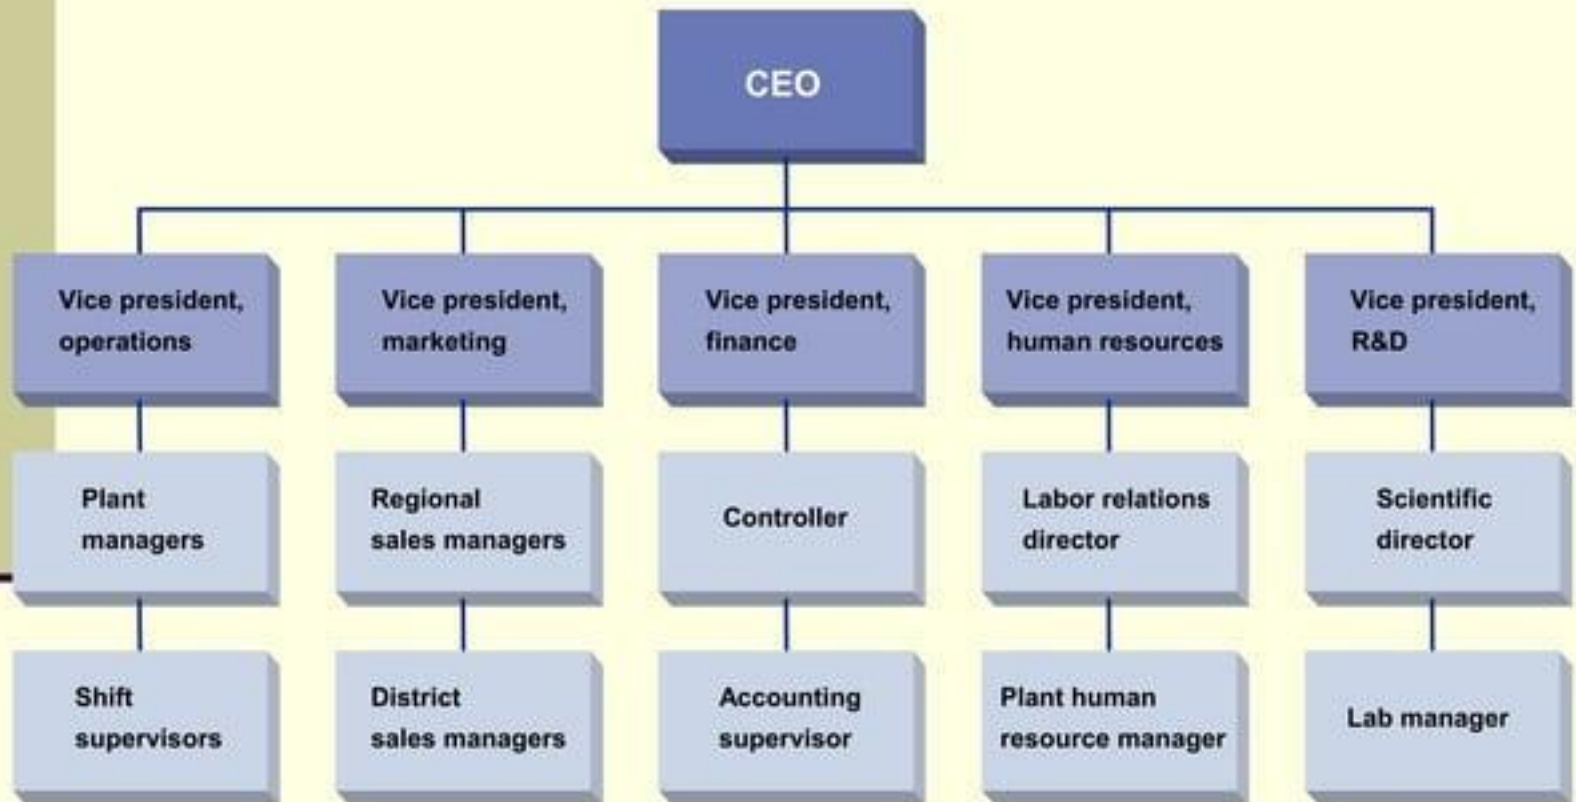 CEO
Vice president,
operations
Vice president,
marketing
Vice president,
finance
Vice president,
human resources
Vice president,
R&D
Plant
managers
Regional
sales managers
Controller
Labor relations
director
Scientific
director
Shift
supervisors
District
sales managers
Accounting
supervisor
Plant human
resource manager
Lab manager